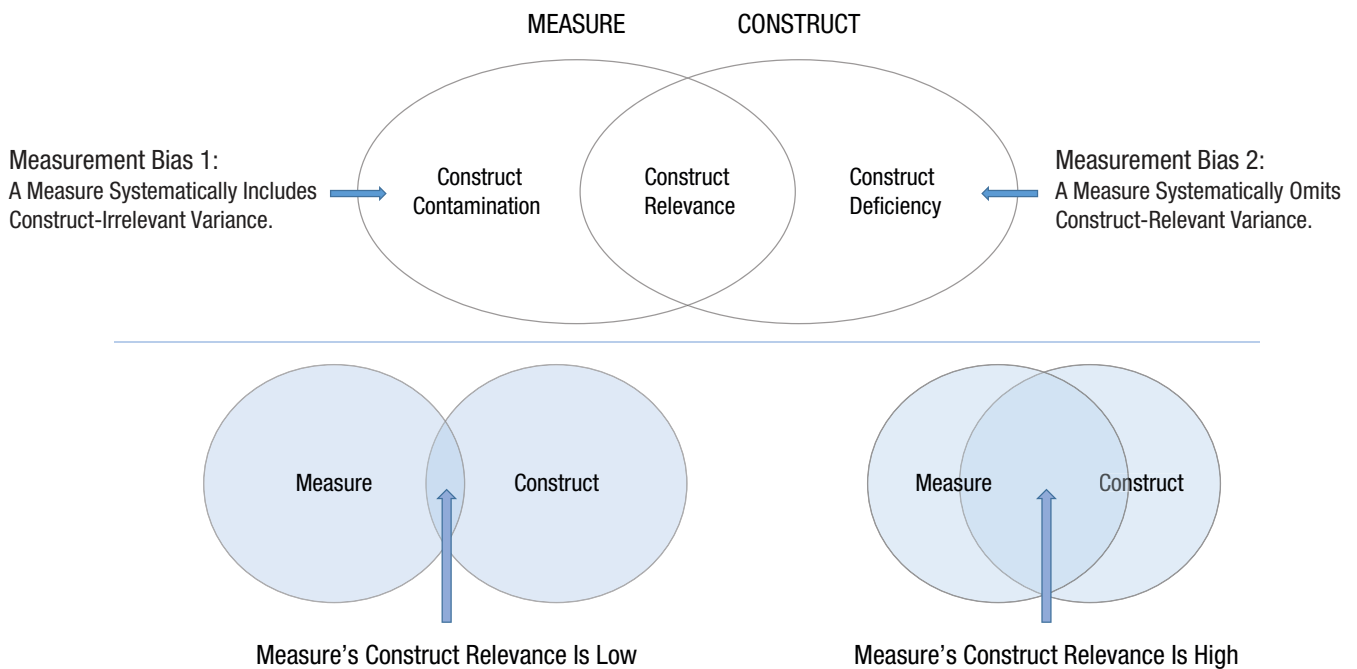 MEASURE
CONSTRUCT
Measurement Bias 1:
A Measure Systematically Includes
Construct-Irrelevant Variance.
Construct
Contamination
Construct
Relevance
Construct
Deficiency
Measurement Bias 2:
A Measure Systematically Omits
Construct-Relevant Variance.
Measure
Construct
Measure’s Construct Relevance Is Low
Measure
Construct
Measure’s Construct Relevance Is High